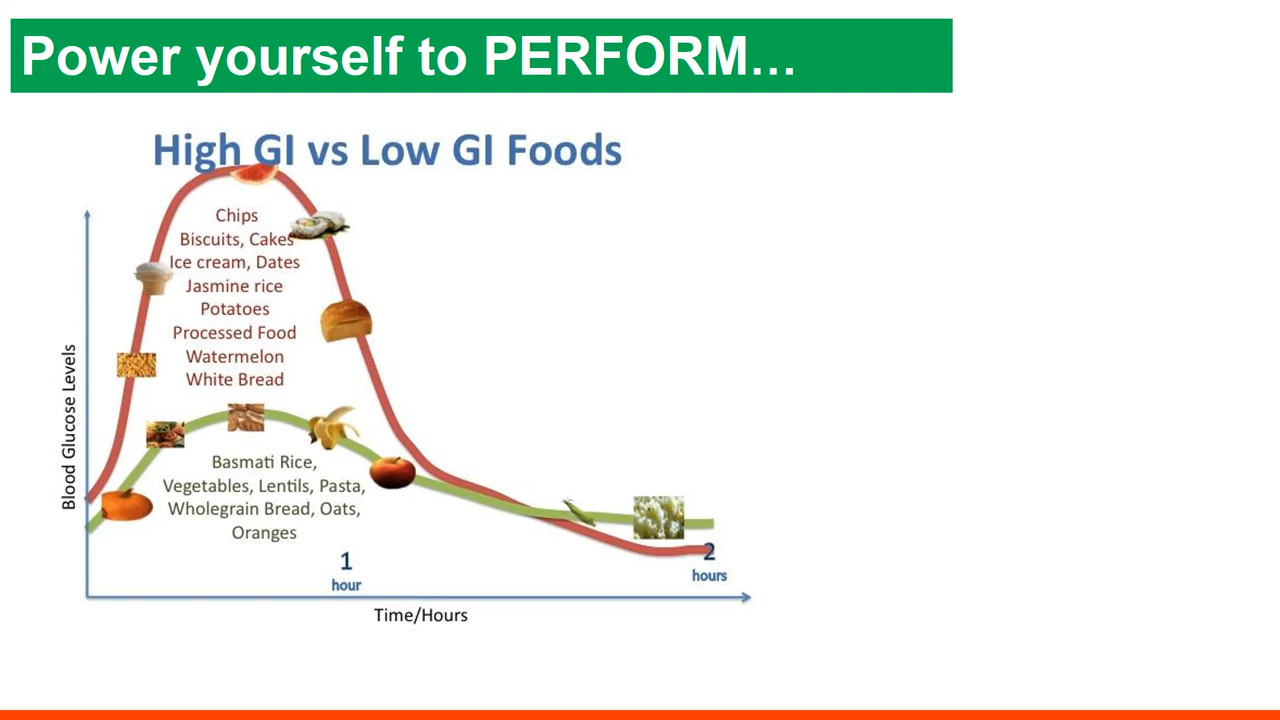 Power yourself to PERFORM...
High GI vs Low GI Foods
Chips
Biscuits, Cakes
Ice cream, Dates
Jasmine rice
Potatoes
Processed Food
Watermelon
White Bread
Blood Glucose Levels
Basmati Rice,
Vegetables, Lentils, Pasta,
Wholegrain Bread, Oats,
Oranges
1
hour
2
hours
Time/Hours